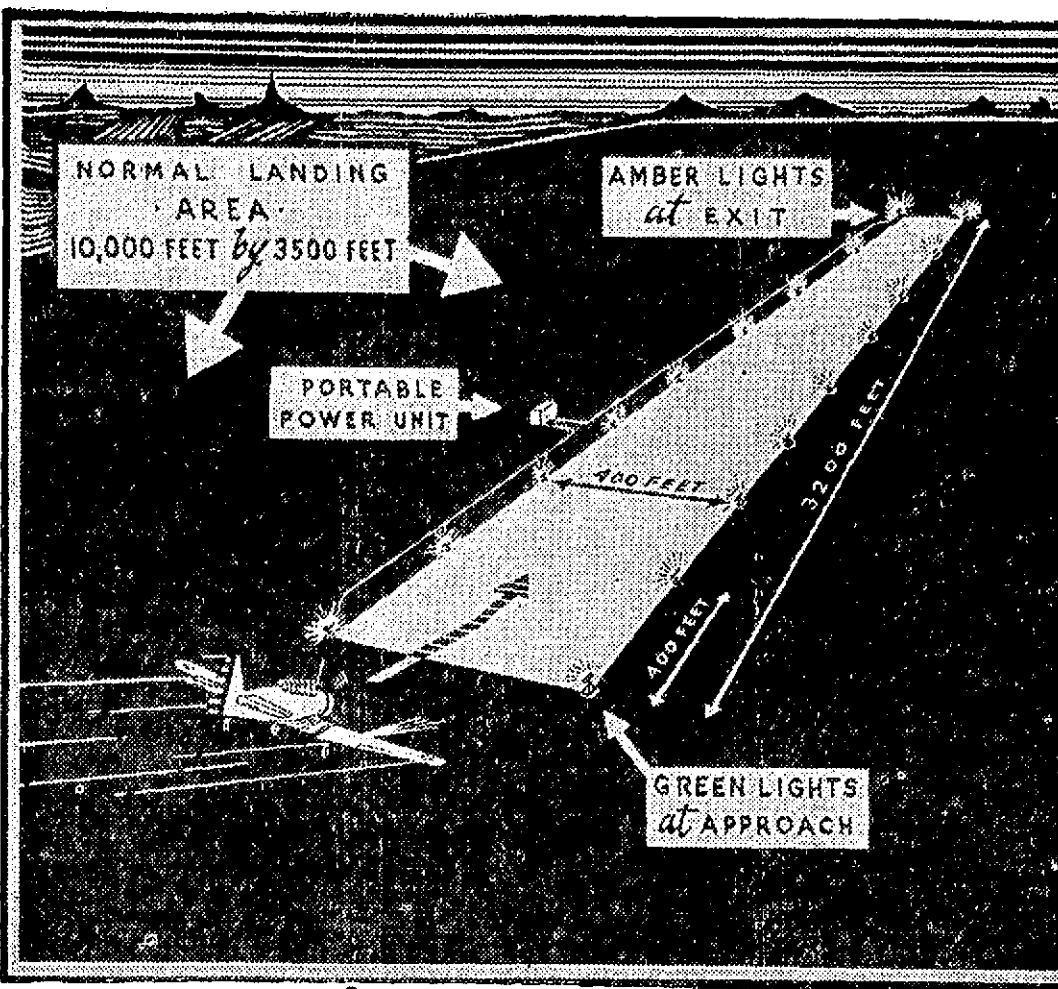 NORMAL LANDING
· AREA ·
10,000 FEET by 3500 FEET
AMBER LIGHTS
at EXIT
PORTABLE
POWER UNIT
400 FEET
3200 FEET
400 FEET
GREEN LIGHTS
at APPROACH